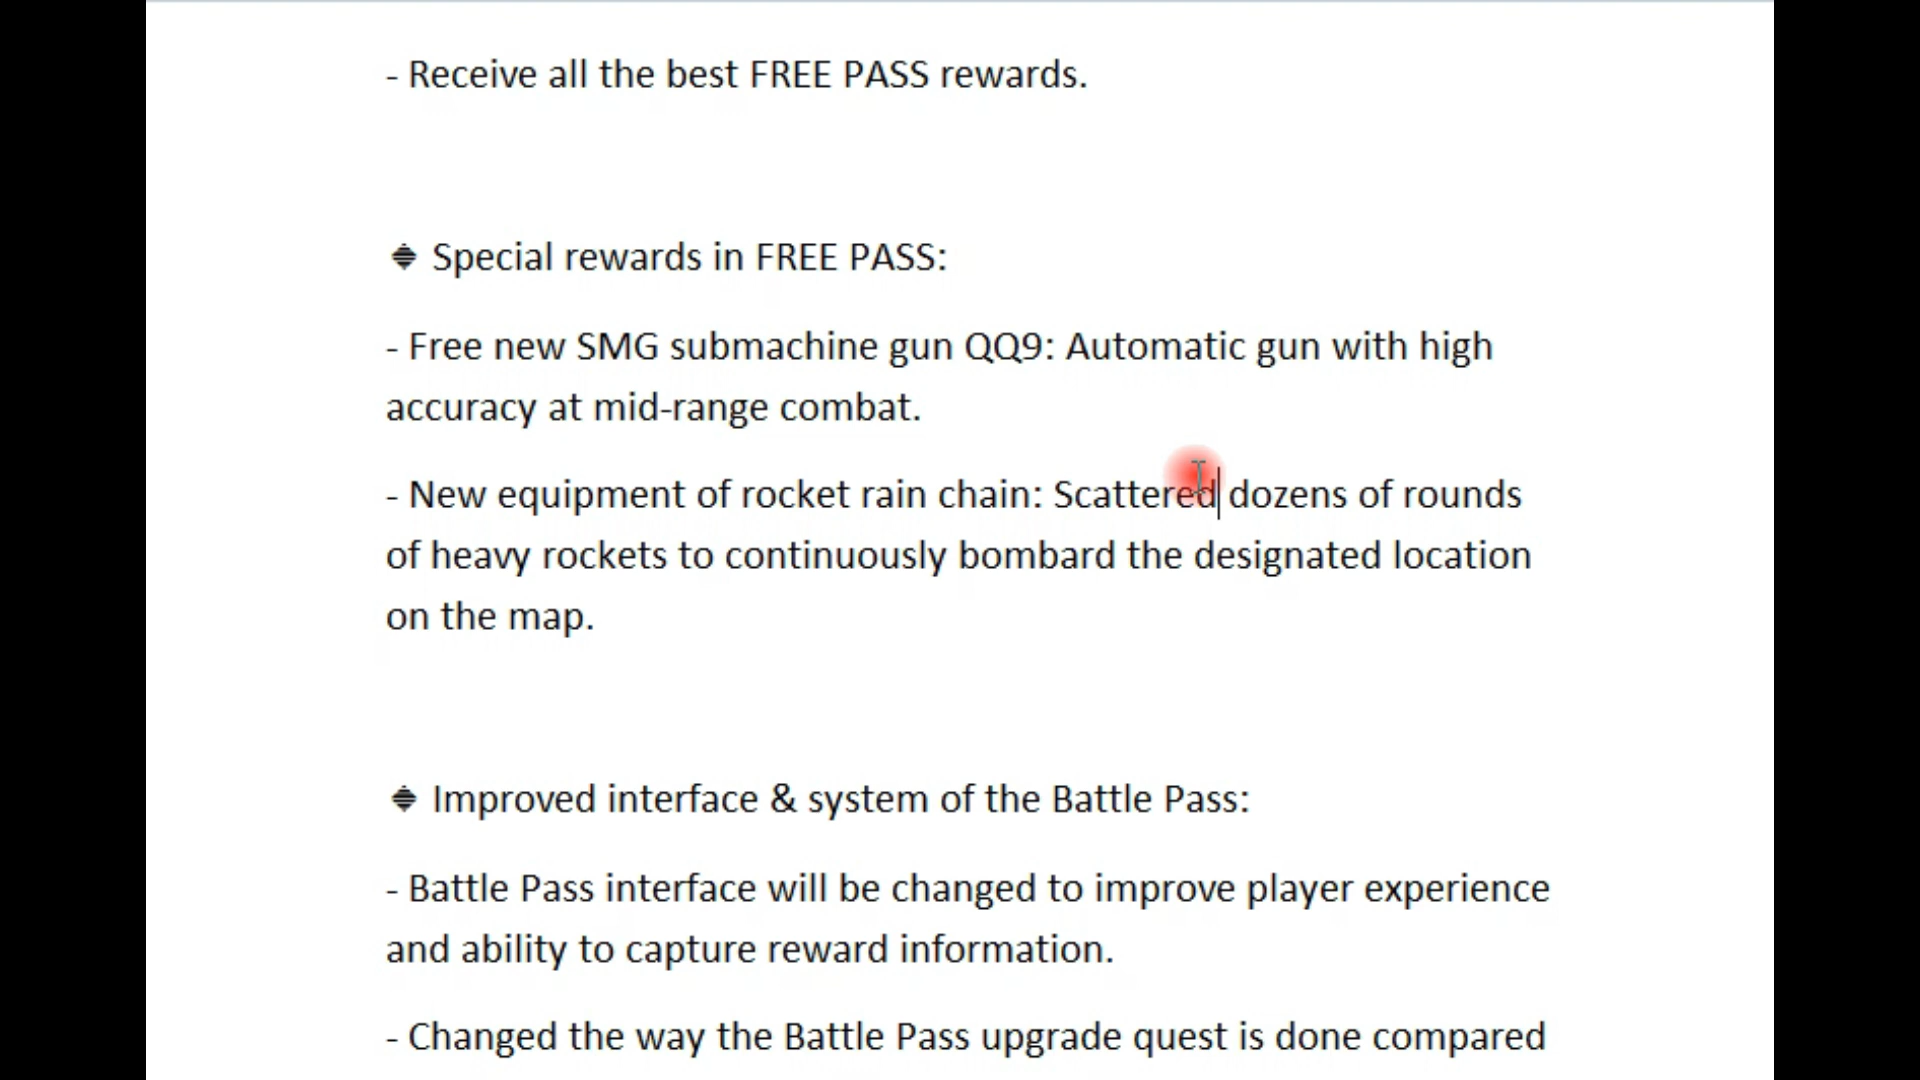 - Receive all the best FREE PASS rewards.
Special rewards in FREE PASS:
- Free new SMG submachine gun QQ9: Automatic gun with high
accuracy at mid-range combat.
- New equipment of rocket rain chain: Scattered dozens of rounds
of heavy rockets to continuously bombard the designated location
on the map.
Improved interface & system of the Battle Pass:
- Battle Pass interface will be changed to improve player experience
and ability to capture reward information.
- Changed the way the Battle Pass upgrade quest is done compared